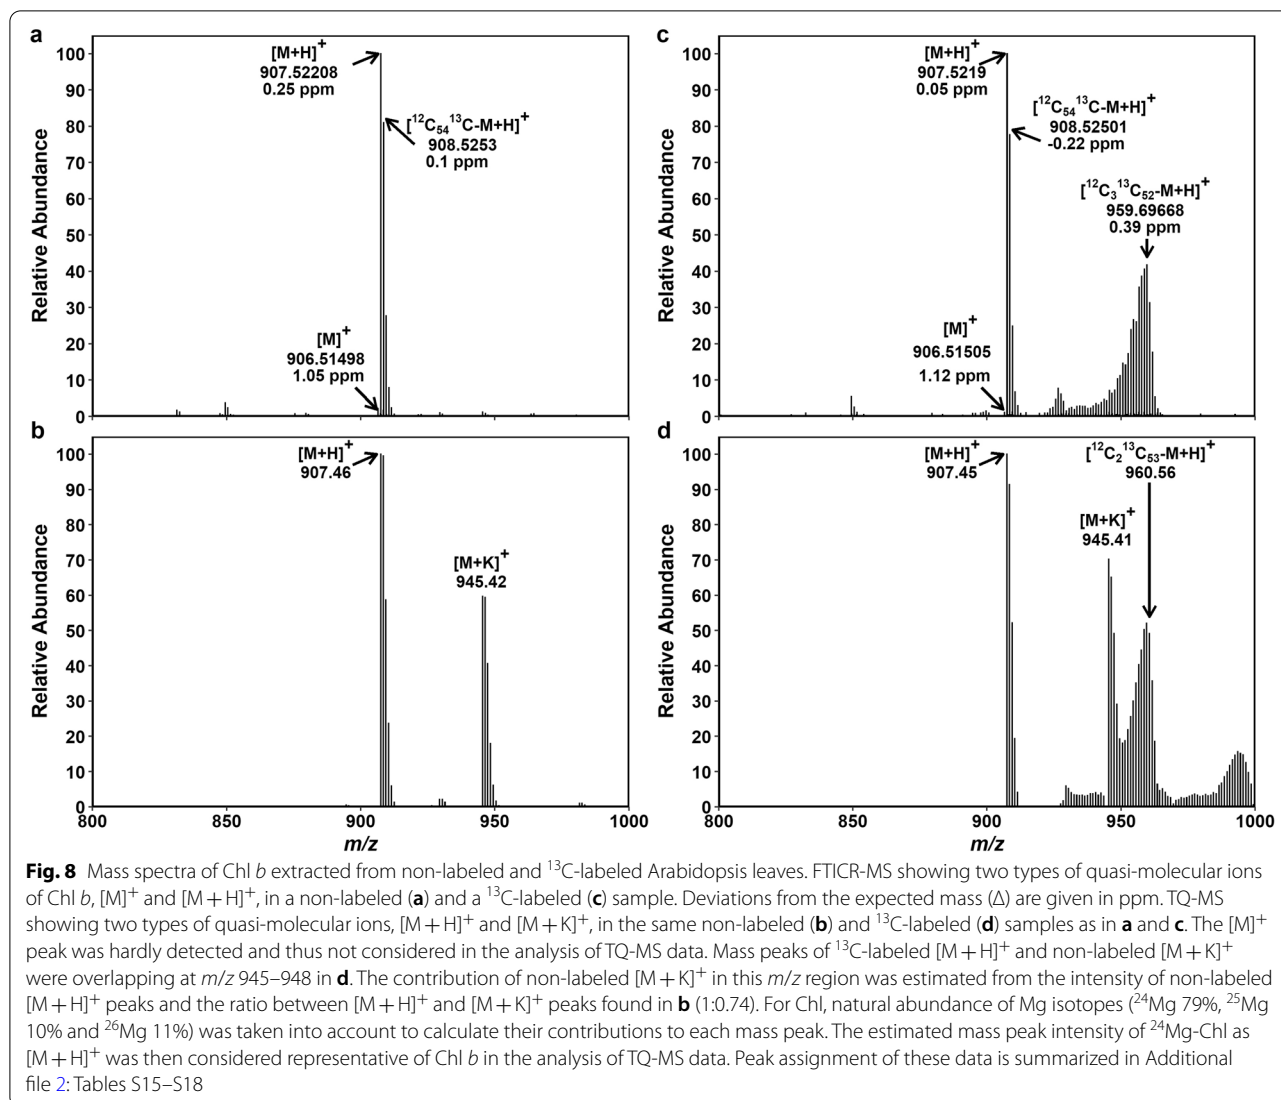 a
100
90
80
70
60
50
40
30
20
10
0
Relative Abundance
[M+H]⁺
907.52208
0.25 ppm
[¹²C₅₄¹³C-M+H]⁺
908.5253
0.1 ppm
[M]⁺
906.51498
1.05 ppm
c
100
90
80
70
60
50
40
30
20
10
0
Relative Abundance
[M+H]⁺
907.5219
0.05 ppm
[¹²C₅₄¹³C-M+H]⁺
908.52501
-0.22 ppm
[¹²C₃¹³C₅₂-M+H]⁺
959.69668
0.39 ppm
[M]⁺
906.51505
1.12 ppm
b
100
90
80
70
60
50
40
30
20
10
0
Relative Abundance
[M+H]⁺
907.46
[M+K]⁺
945.42
800 850 900 950 1000
m/z
d
100
90
80
70
60
50
40
30
20
10
0
Relative Abundance
[M+H]⁺
907.45
[¹²C₂¹³C₅₃-M+H]⁺
960.56
[M+K]⁺
945.41
800 850 900 950 1000
m/z
Fig. 8 Mass spectra of Chl b extracted from non-labeled and ¹³C-labeled Arabidopsis leaves. FTICR-MS showing two types of quasi-molecular ions
of Chl b, [M]⁺ and [M + H]⁺, in a non-labeled (a) and a ¹³C-labeled (c) sample. Deviations from the expected mass (Δ) are given in ppm. TQ-MS
showing two types of quasi-molecular ions, [M + H]⁺ and [M + K]⁺, in the same non-labeled (b) and ¹³C-labeled (d) samples as in a and c. The [M]⁺
peak was hardly detected and thus not considered in the analysis of TQ-MS data. Mass peaks of ¹³C-labeled [M + H]⁺ and non-labeled [M + K]⁺
were overlapping at m/z 945–948 in d. The contribution of non-labeled [M + K]⁺ in this m/z region was estimated from the intensity of non-labeled
[M + H]⁺ peaks and the ratio between [M + H]⁺ and [M + K]⁺ peaks found in b (1:0.74). For Chl, natural abundance of Mg isotopes (²⁴Mg 79%, ²⁵Mg
10% and ²⁶Mg 11%) was taken into account to calculate their contributions to each mass peak. The estimated mass peak intensity of ²⁴Mg-Chl as
[M + H]⁺ was then considered representative of Chl b in the analysis of TQ-MS data. Peak assignment of these data is summarized in Additional
file 2: Tables S15–S18